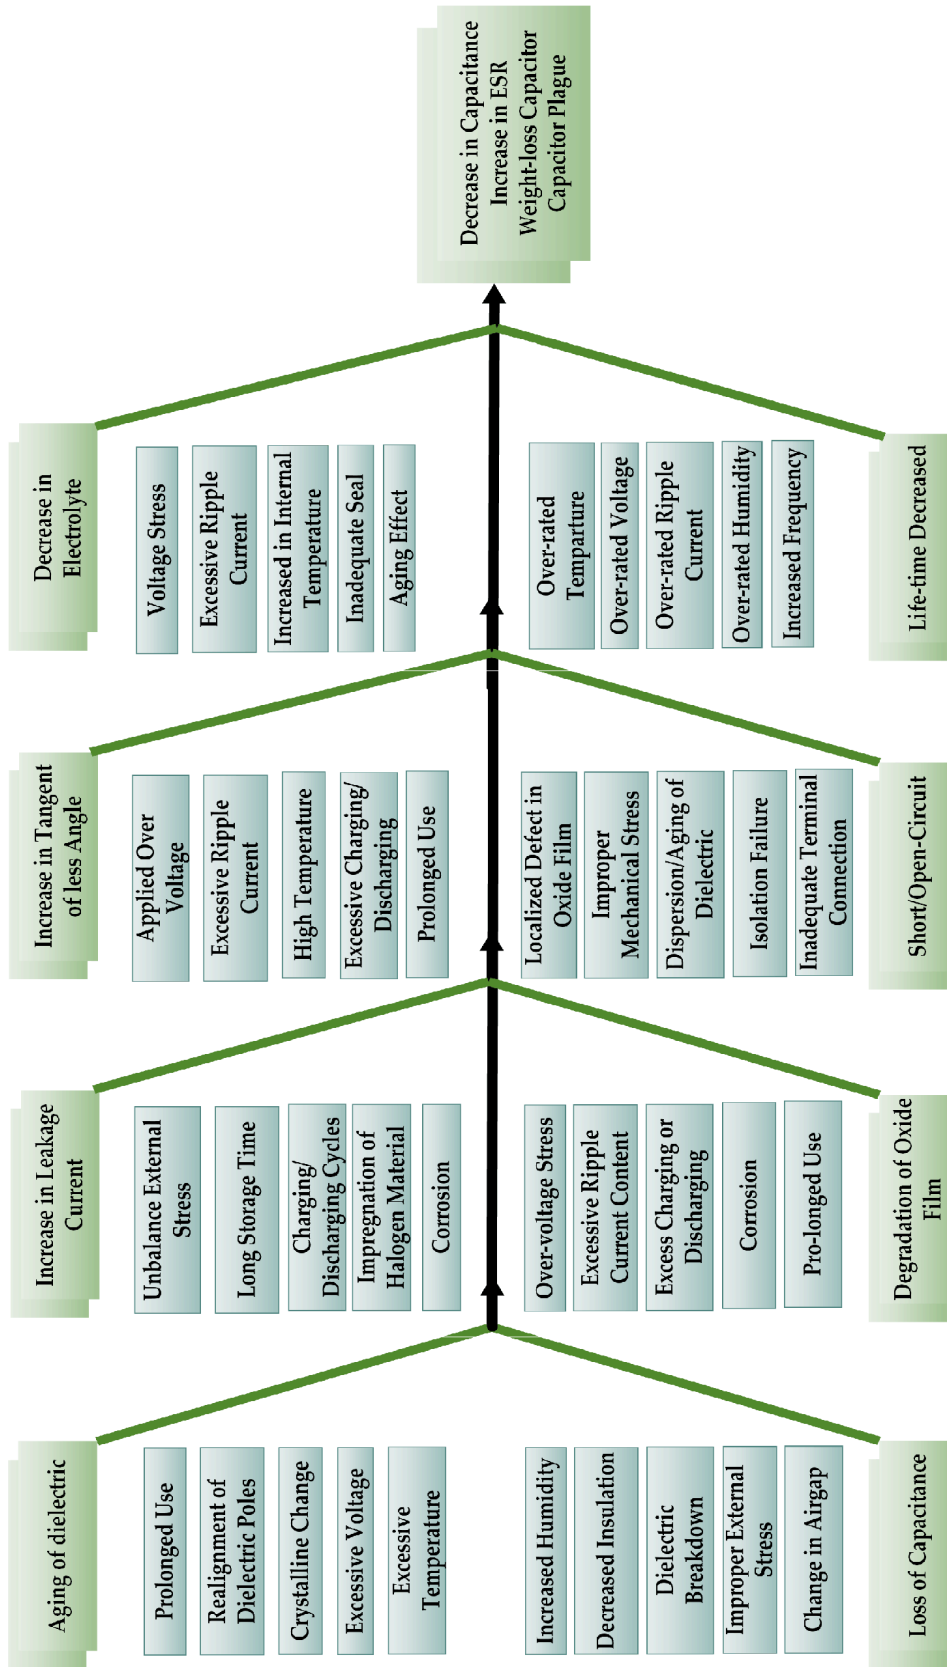 Aging of dielectric
Prolonged Use
Realignment of
Dielectric Poles
Crystalline Change
Excessive Voltage
Excessive
Temperature
Increase in Leakage
Current
Unbalance External
Stress
Long Storage Time
Charging/
Discharging Cycles
Impregnation of
Halogen Material
Corrosion
Increase in Tangent
of less Angle
Applied Over
Voltage
Excessive Ripple
Current
High Temperature
Excessive Charging/
Discharging
Prolonged Use
Decrease in
Electrolyte
Voltage Stress
Excessive Ripple
Current
Increased in Internal
Temperature
Inadequate Seal
Aging Effect
Decrease in Capacitance
Increase in ESR
Weight-loss Capacitor
Capacitor Plague
Increased Humidity
Decreased Insulation
Dielectric
Breakdown
Improper External
Stress
Change in Airgap
Loss of Capacitance
Over-voltage Stress
Excessive Ripple
Current Content
Excess Charging or
Discharging
Corrosion
Pro-longed Use
Degradation of Oxide
Film
Localized Defect in
Oxide Film
Improper
Mechanical Stress
Dispersion/Aging of
Dielectric
Isolation Failure
Inadequate Terminal
Connection
Short/Open-Circuit
Over-rated
Temparture
Over-rated Voltage
Over-rated Ripple
Current
Over-rated Humidity
Increased Frequency
Life-time Decreased